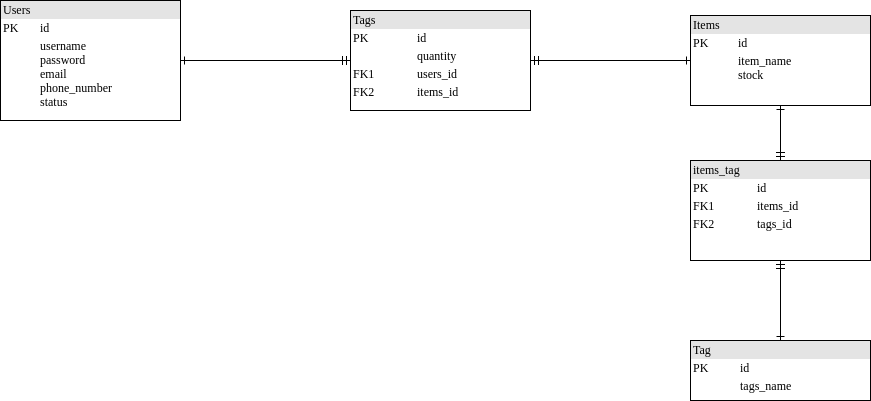 Users
PK id
username
password
email
phone_number
status
Tags
PK id
quantity
FK1 users_id
FK2 items_id
Items
PK id
item_name
stock
items_tag
PK id
FK1 items_id
FK2 tags_id
Tag
PK id
tags_name